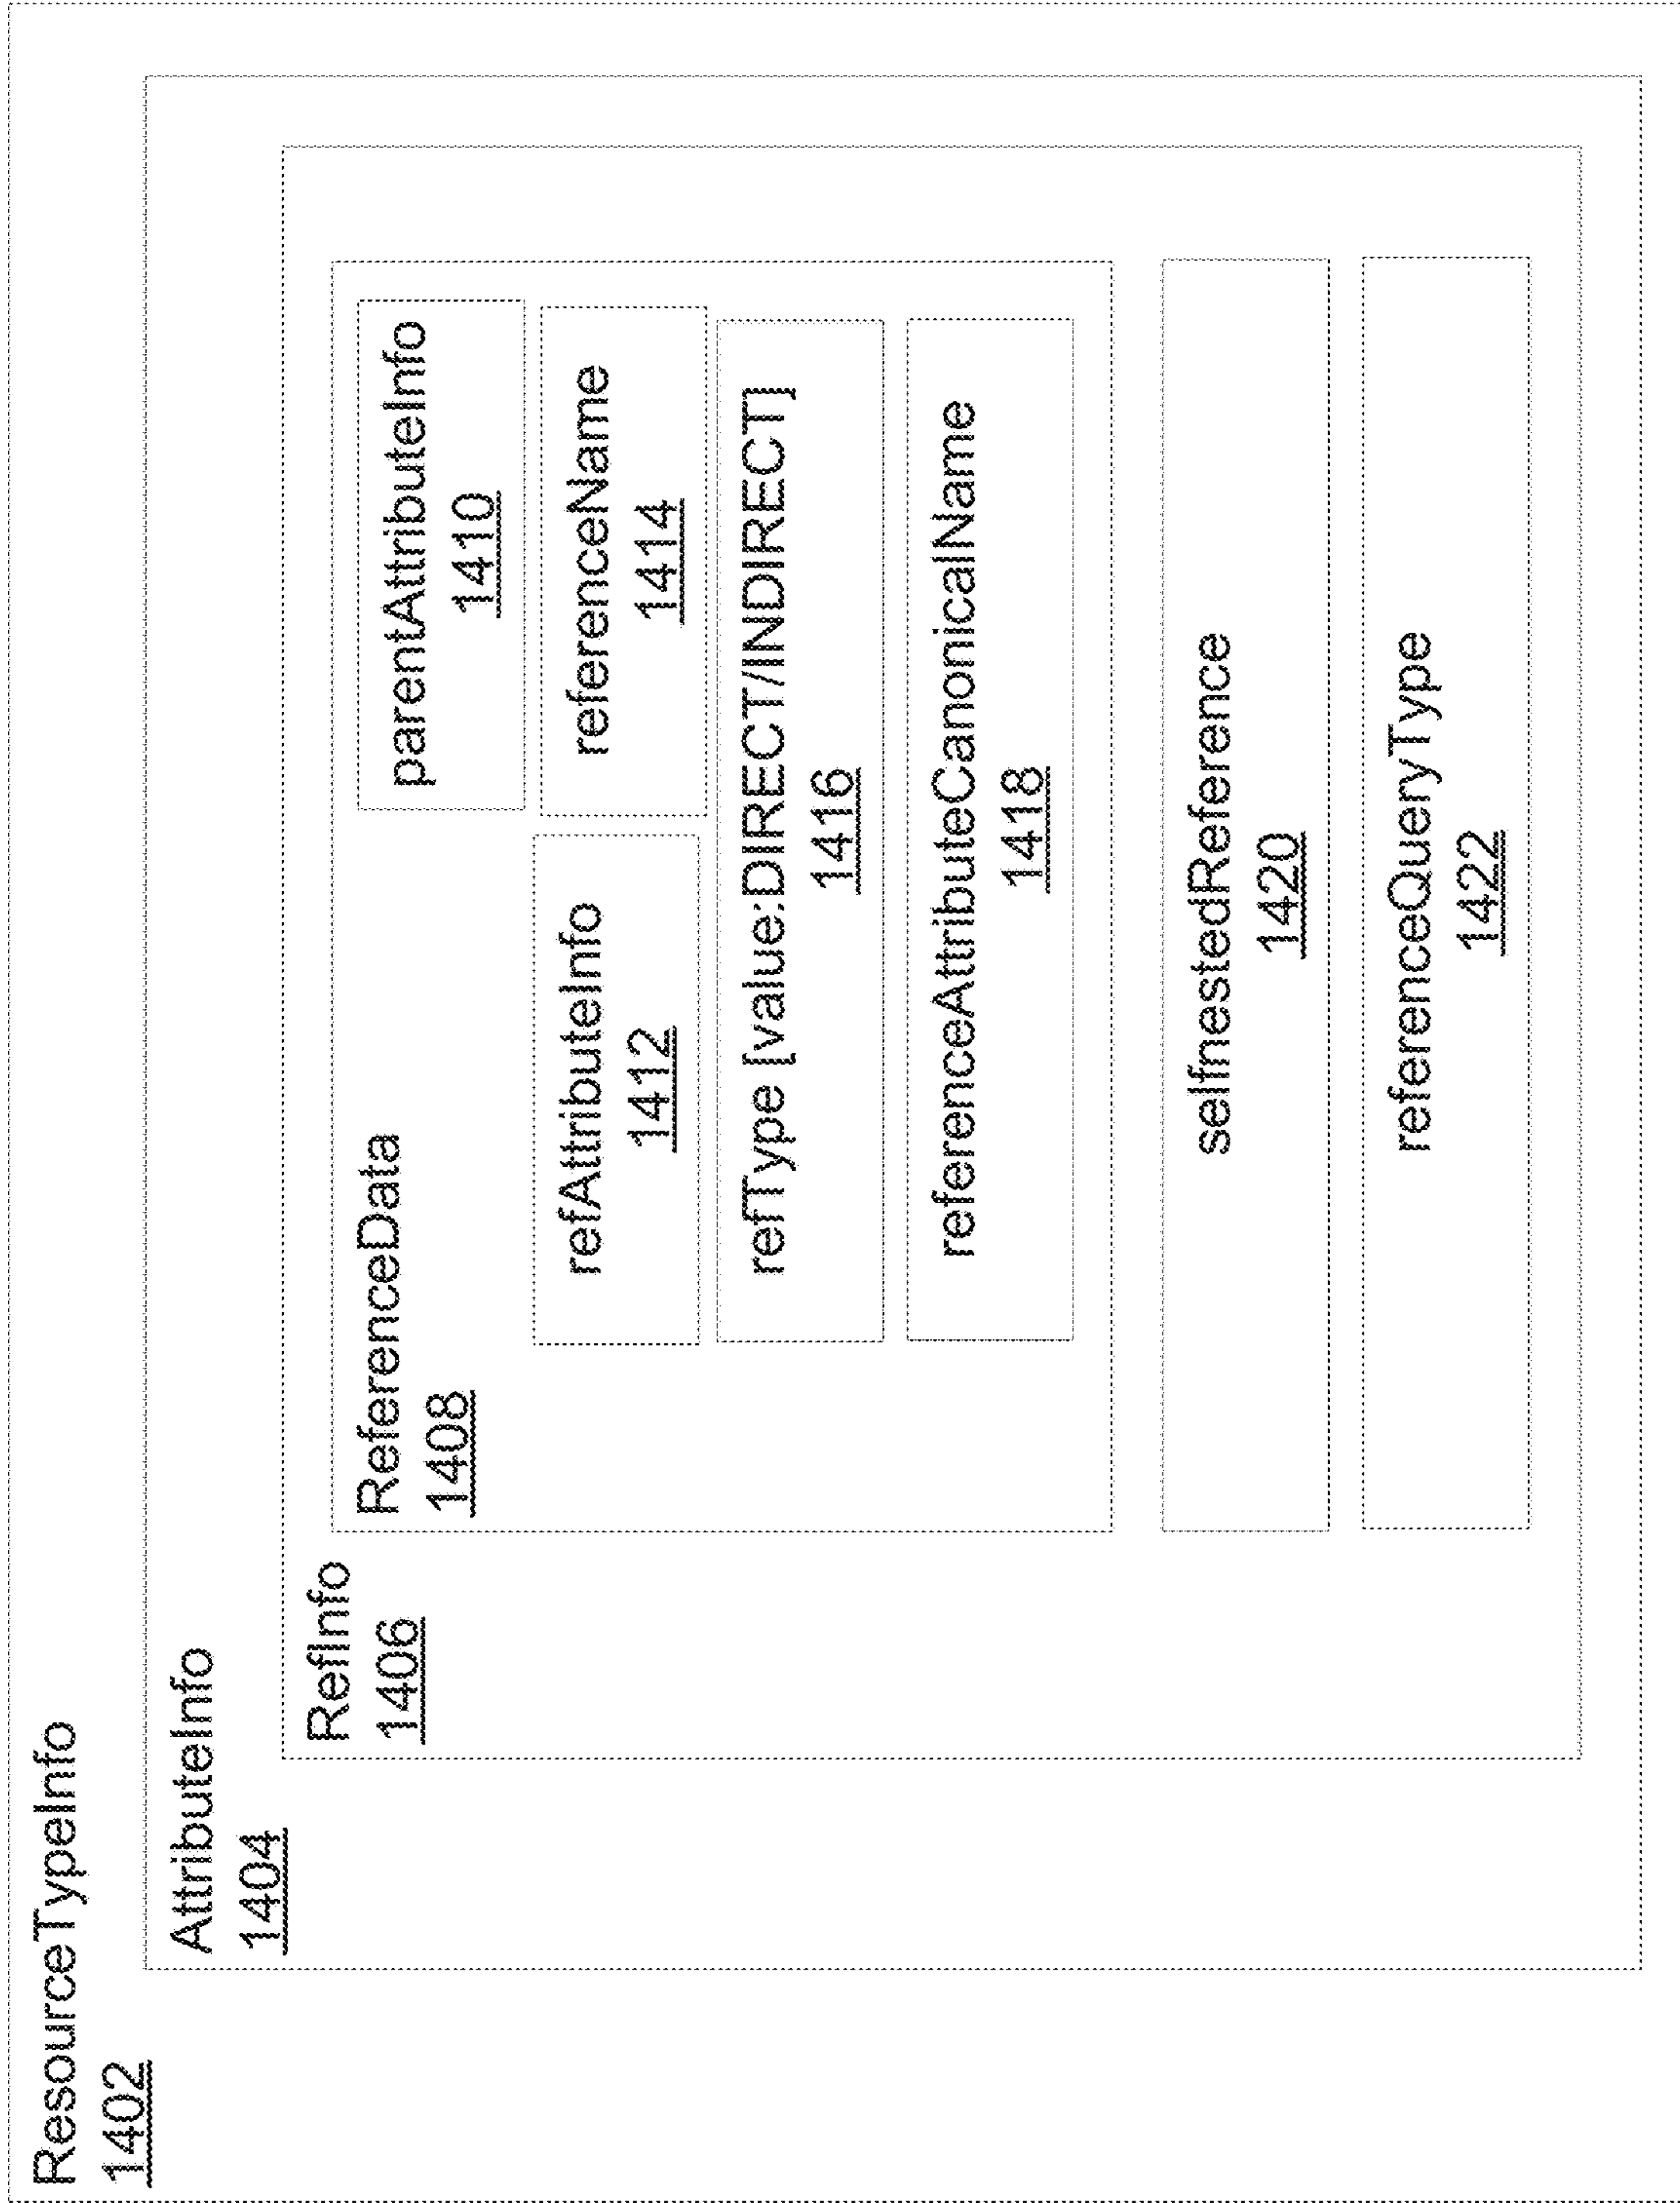 ResourceTypeInfo
1402
AttributeInfo
1404
RefInfo
1406
ReferenceData
1408
parentAttributeInfo
1410
refAttributeInfo
1412
referenceName
1414
refType [value:DIRECT/INDIRECT]
1416
referenceAttributeCanonicalName
1418
selfnestedReference
1420
referenceQueryType
1422